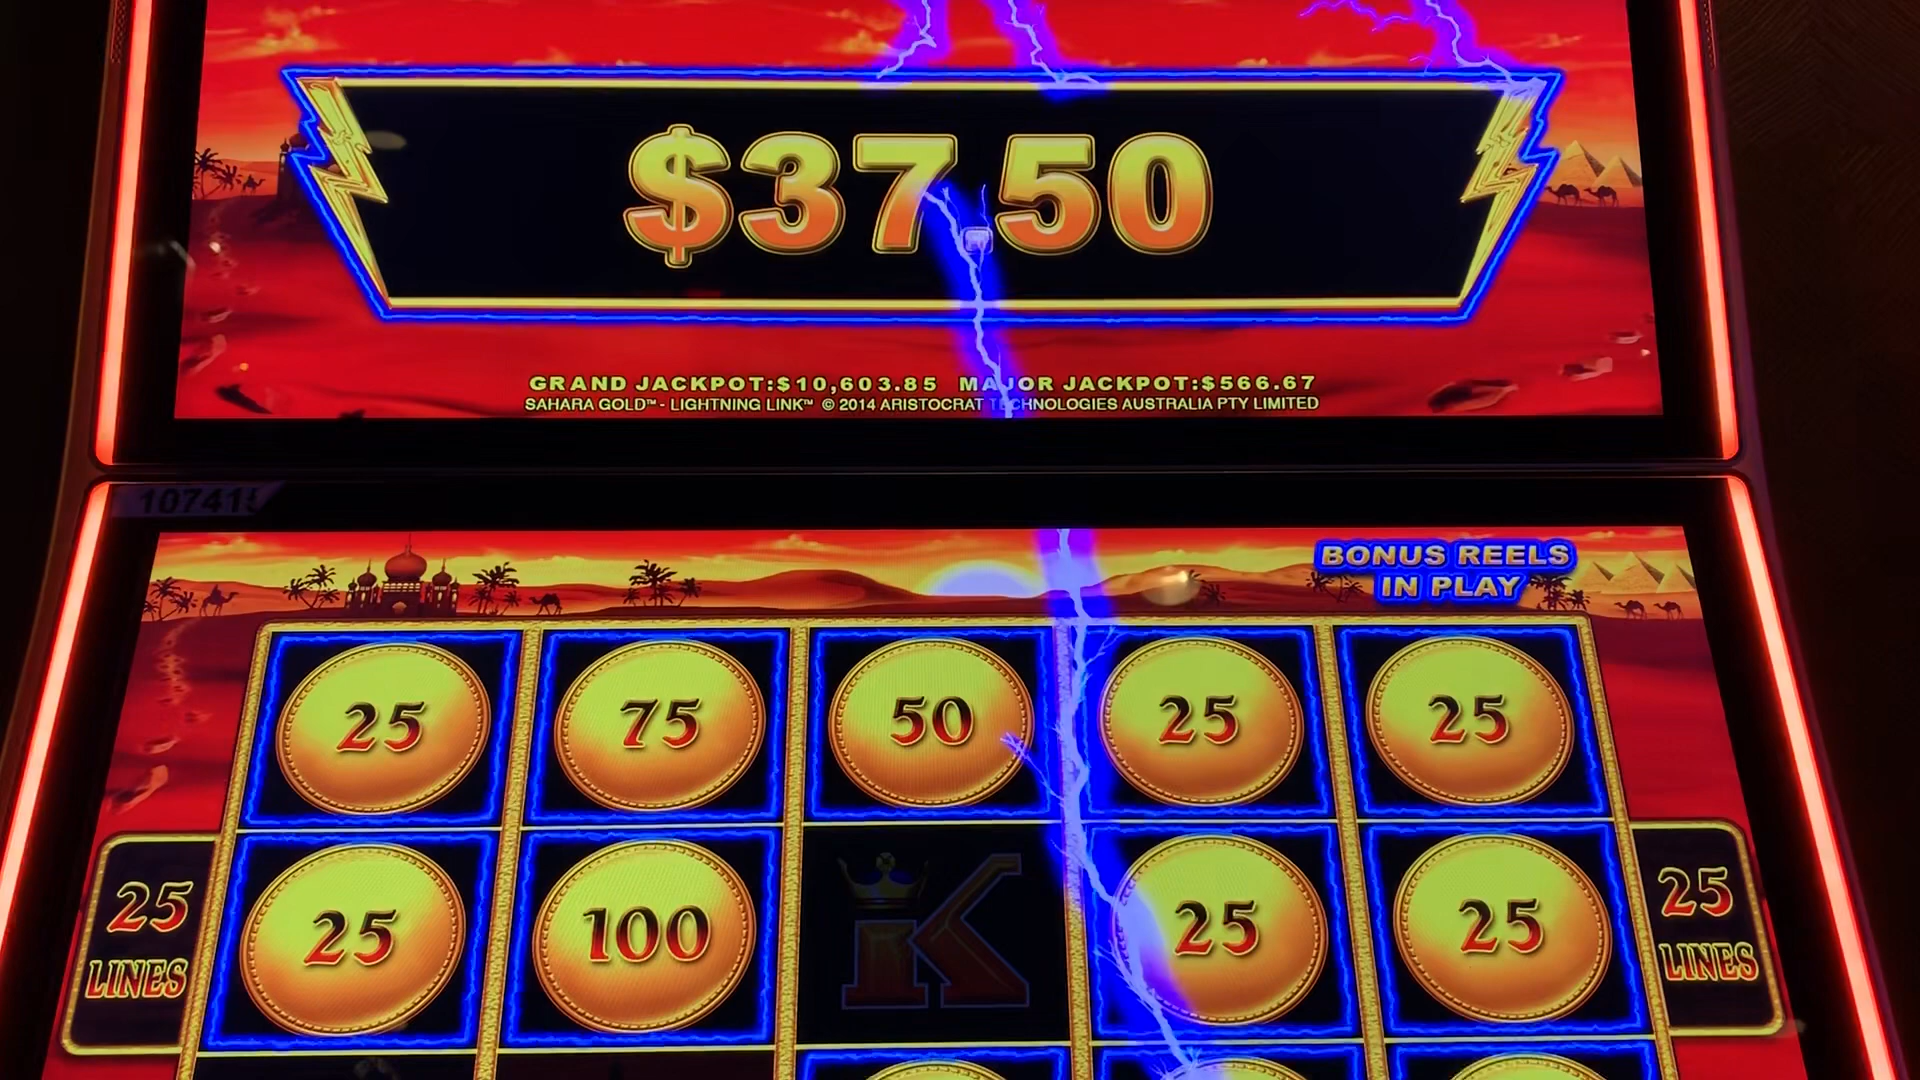 $37.50
GRAND JACKPOT:$10,603.85 MAJOR JACKPOT:$566.67
SAHARA GOLD™ - LIGHTNING LINK™ © 2014 ARISTOCRAT TECHNOLOGIES AUSTRALIA PTY LIMITED
BONUS REELS
IN PLAY
25 75 50 25 25
25 100 K 25 25
25
LINES
25
LINES